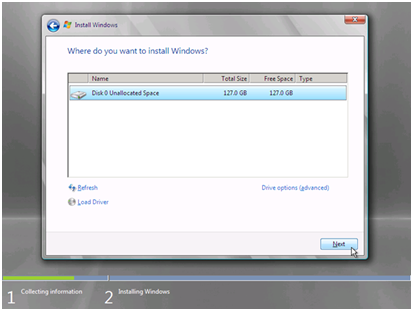 Install Windows
Where do you want to install Windows?
Name Total Size Free Space Type
Disk 0 Unallocated Space 127.0 GB 127.0 GB
Refresh Drive options (advanced)
Load Driver
Next
1 Collecting information 2 Installing Windows